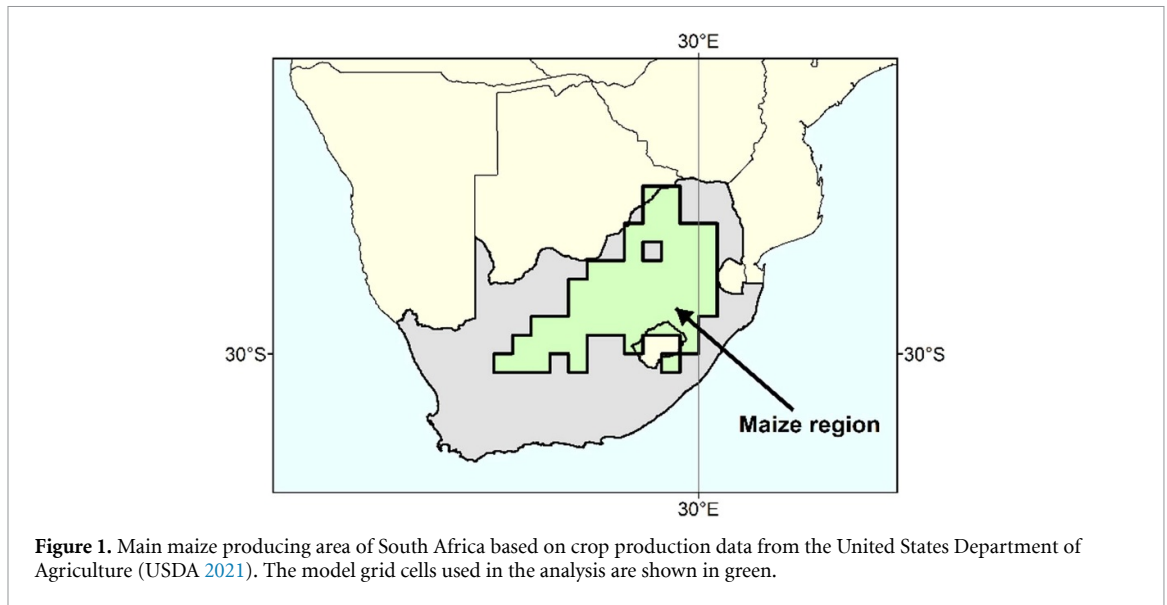 30°E
30°S
30°S
Maize region
30°E
Figure 1. Main maize producing area of South Africa based on crop production data from the United States Department of
Agriculture (USDA 2021). The model grid cells used in the analysis are shown in green.